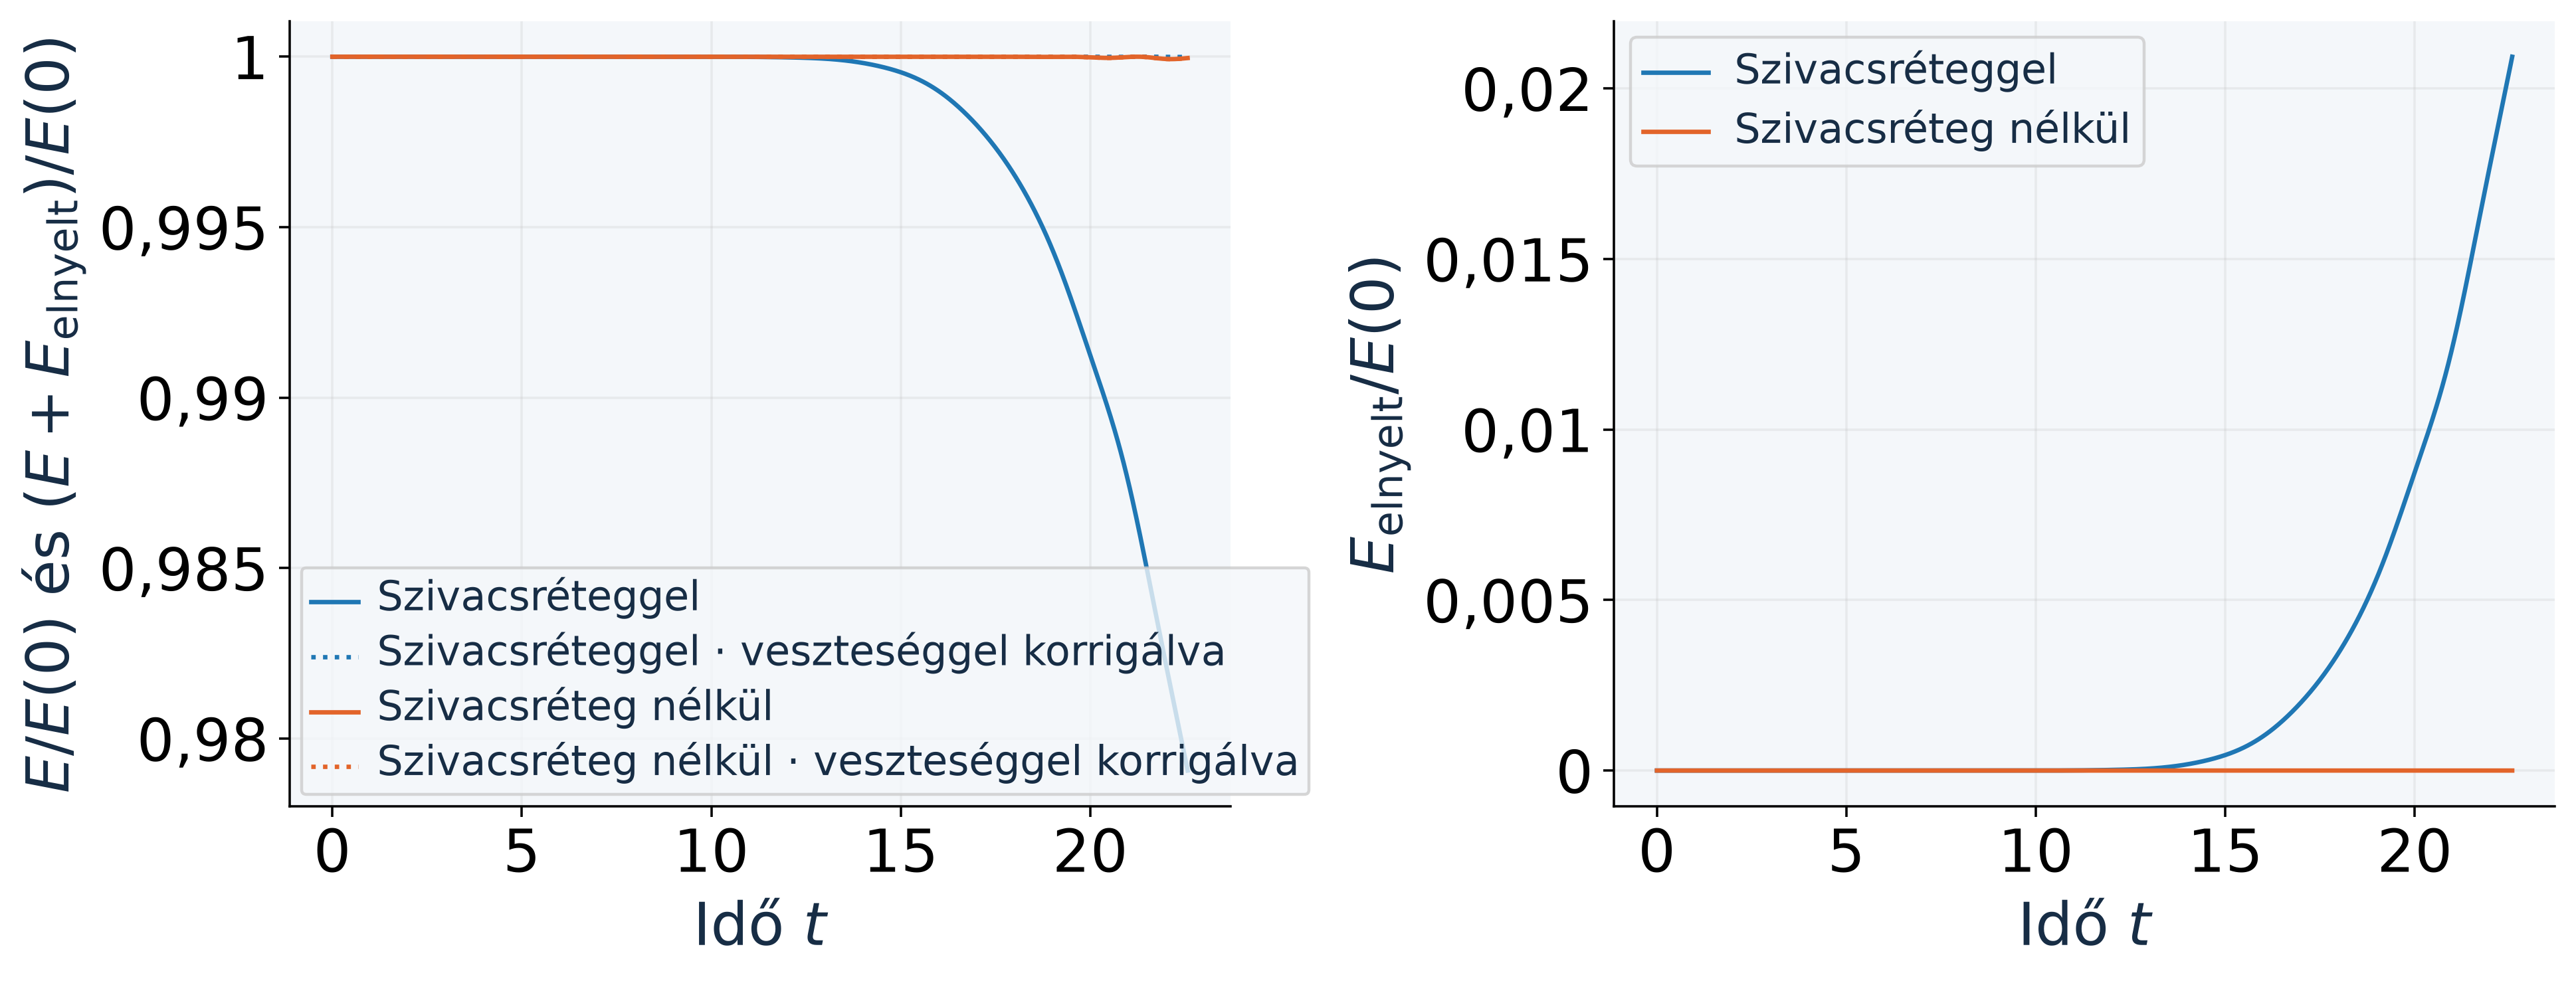 E/E(0) és (E + E_elnyelt)/E(0)
1
0,995
0,99
0,985
0,98
Szivacsréteggel
Szivacsréteggel · veszteséggel korrigálva
Szivacsréteg nélkül
Szivacsréteg nélkül · veszteséggel korrigálva
0 5 10 15 20
Idő t
E_elnyelt/E(0)
0,02
0,015
0,01
0,005
0
Szivacsréteggel
Szivacsréteg nélkül
0 5 10 15 20
Idő t